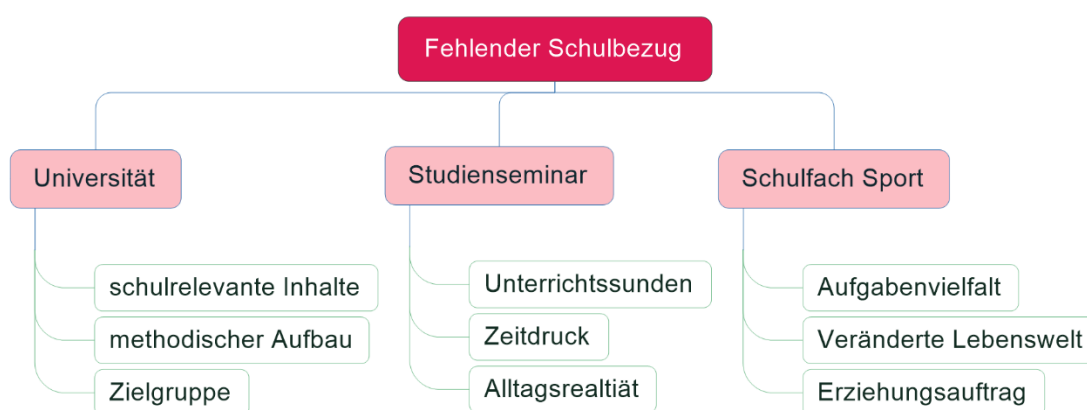 Fehlender Schulbezug
Universität
schulrelevante Inhalte
methodischer Aufbau
Zielgruppe
Studienseminar
Unterrichtssunden
Zeitdruck
Alltagsrealtiät
Schulfach Sport
Aufgabenvielfalt
Veränderte Lebenswelt
Erziehungsauftrag